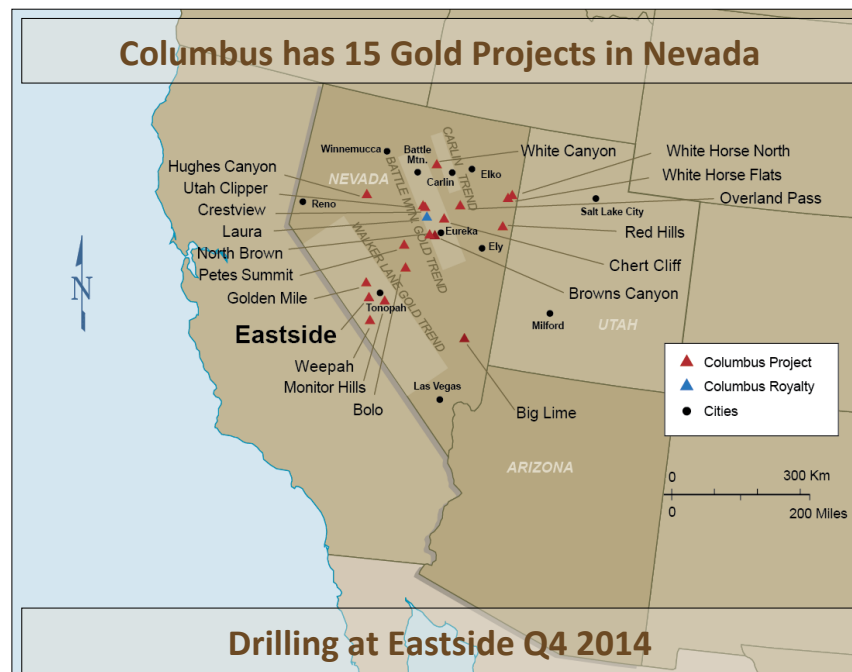 Columbus has 15 Gold Projects in Nevada
Winnemucca
Battle
Mtn.
CARLIN TREND
White Canyon
White Horse North
Hughes Canyon
Elko
Carlin
White Horse Flats
NEVADA
Utah Clipper
BATTLE MTN. GOLD TREND
Overland Pass
Crestview
Reno
Salt Lake City
Laura
Eureka
Red Hills
North Brown
Ely
Chert Cliff
Petes Summit
WALKER LANE GOLD TREND
Browns Canyon
Golden Mile
N
Tonopah
Eastside
Milford
UTAH
Weepah
Monitor Hills
Columbus Project
Las Vegas
Columbus Royalty
Bolo
Big Lime
Cities
ARIZONA
0 300 Km
0 200 Miles
Drilling at Eastside Q4 2014